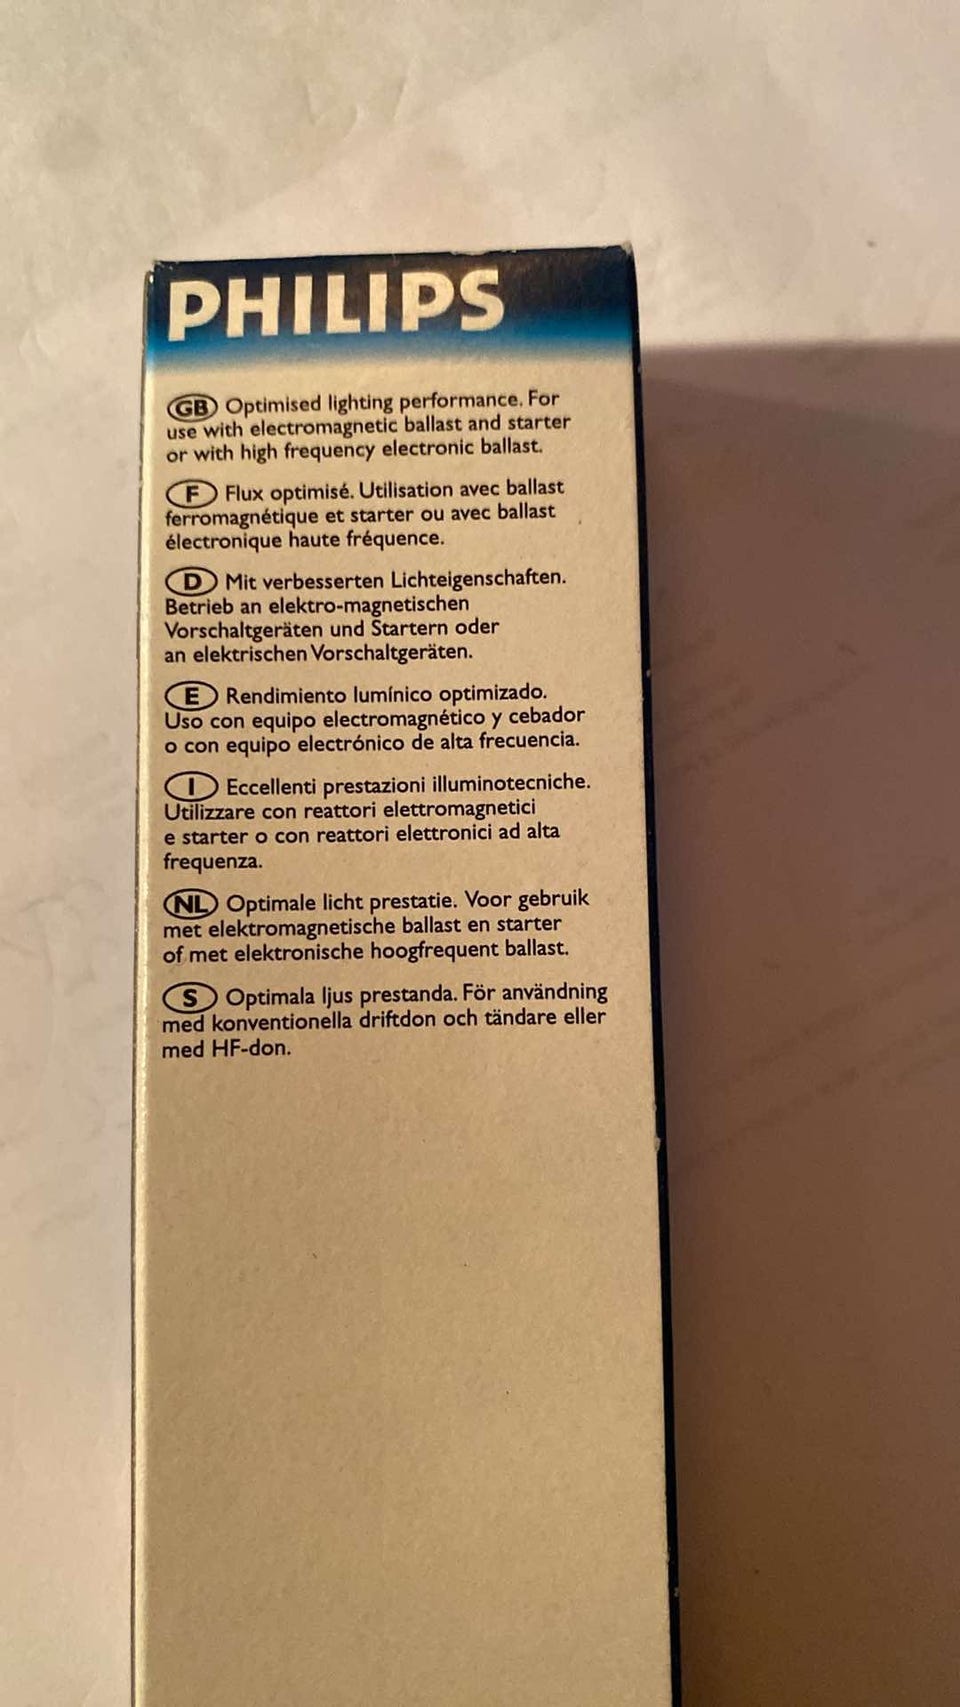 PHILIPS
GB Optimised lighting performance. For
use with electromagnetic ballast and starter
or with high frequency electronic ballast.
F Flux optimisé. Utilisation avec ballast
ferromagnétique et starter ou avec ballast
électronique haute fréquence.
D Mit verbesserten Lichteigenschaften.
Betrieb an elektro-magnetischen
Vorschaltgeräten und Startern oder
an elektrischen Vorschaltgeräten.
E Rendimiento lumínico optimizado.
Uso con equipo electromagnético y cebador
o con equipo electrónico de alta frecuencia.
I Eccellenti prestazioni illuminotecniche.
Utilizzare con reattori elettromagnetici
e starter o con reattori elettronici ad alta
frequenza.
NL Optimale licht prestatie. Voor gebruik
met elektromagnetische ballast en starter
of met elektronische hoogfrequent ballast.
S Optimala ljus prestanda. För användning
med konventionella driftdon och tändare eller
med HF-don.